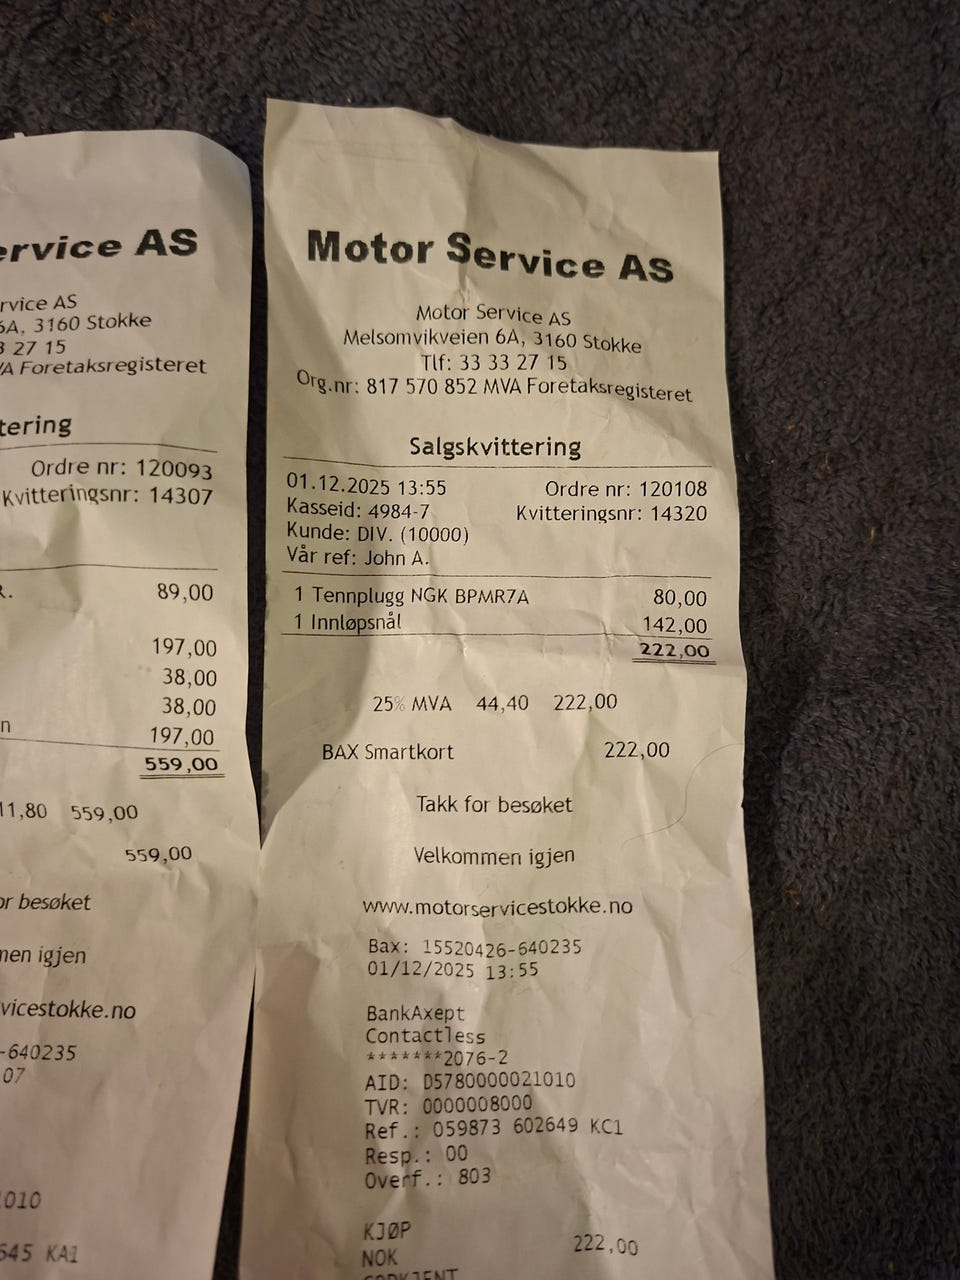 ervice AS
rvice AS
6A, 3160 Stokke
3 27 15
VA Foretaksregisteret
tering
Ordre nr: 120093
Kvitteringsnr: 14307
R. 89,00
197,00
38,00
38,00
n 197,00
559,00
11,80 559,00
559,00
or besøket
men igjen
vicestokke.no
-640235
07
1010
645 KA1
Motor Service AS
Motor Service AS
Melsomvikveien 6A, 3160 Stokke
Tlf: 33 33 27 15
Org.nr: 817 570 852 MVA Foretaksregisteret
Salgskvittering
01.12.2025 13:55 Ordre nr: 120108
Kasseid: 4984-7 Kvitteringsnr: 14320
Kunde: DIV. (10000)
Vår ref: John A.
1 Tennplugg NGK BPMR7A 80,00
1 Innløpsnål 142,00
222,00
25% MVA 44,40 222,00
BAX Smartkort 222,00
Takk for besøket
Velkommen igjen
www.motorservicestokke.no
Bax: 15520426-640235
01/12/2025 13:55
BankAxept
Contactless
*******2076-2
AID: D5780000021010
TVR: 0000008000
Ref.: 059873 602649 KC1
Resp.: 00
Overf.: 803
KJØP
NOK 222,00
GODKJENT